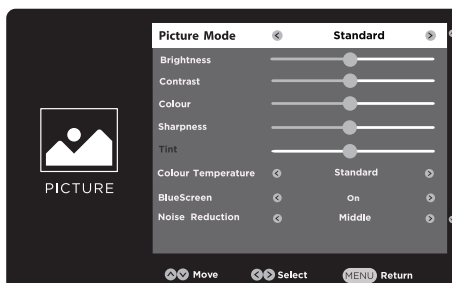 Picture Mode Standard
Brightness
Contrast
Colour
Sharpness
Tint
Colour Temperature Standard
BlueScreen On
Noise Reduction Middle
PICTURE
Move Select MENU Return